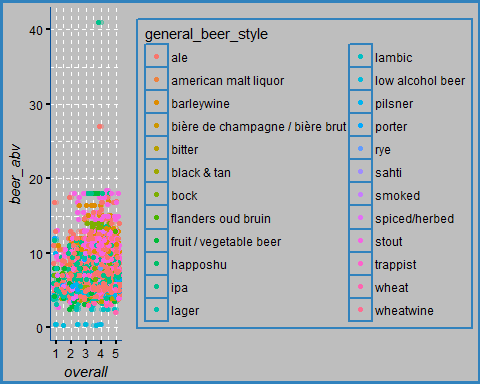 general_beer_style
ale
american malt liquor
barleywine
bière de champagne / bière brut
bitter
black & tan
bock
flanders oud bruin
fruit / vegetable beer
happoshu
ipa
lager
lambic
low alcohol beer
pilsner
porter
rye
sahti
smoked
spiced/herbed
stout
trappist
wheat
wheatwine
beer_abv
40
30
20
10
0
1 2 3 4 5
overall